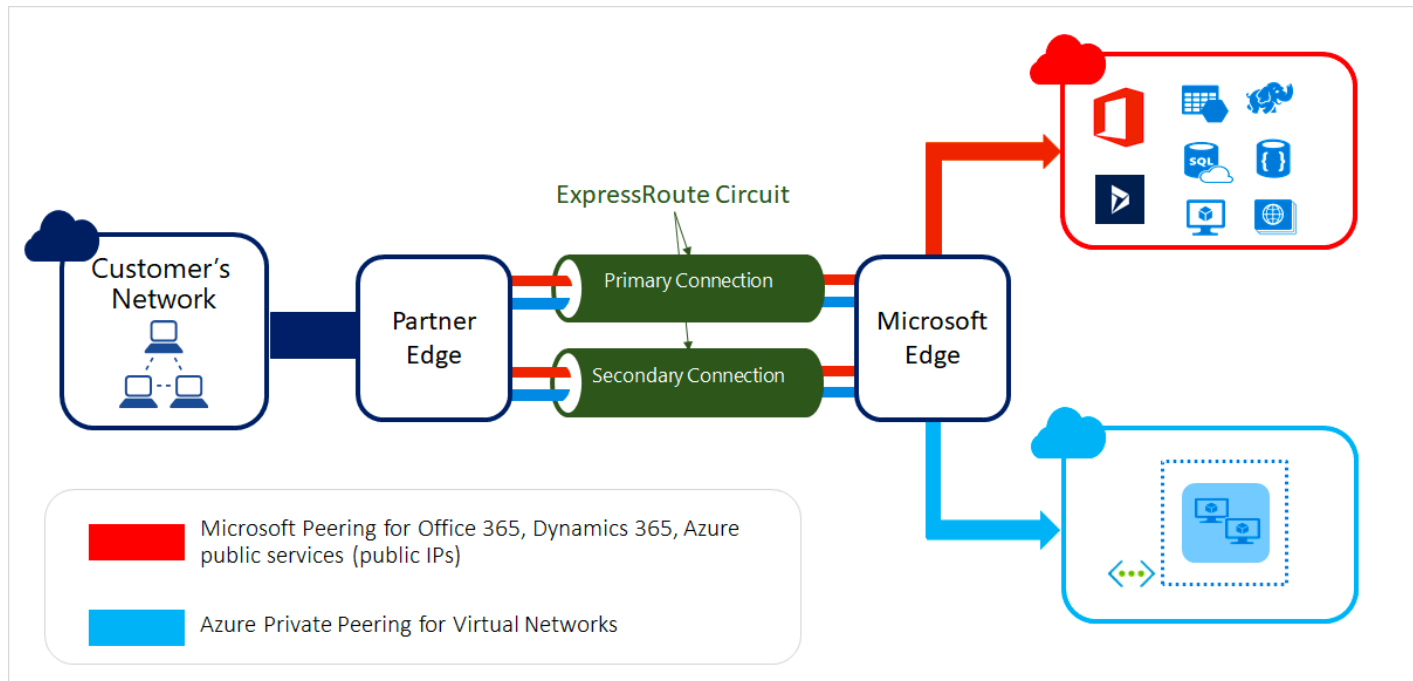 ExpressRoute Circuit
Customer's
Network
Partner
Edge
Primary Connection
Secondary Connection
Microsoft
Edge
SQL
Microsoft Peering for Office 365, Dynamics 365, Azure
public services (public IPs)
Azure Private Peering for Virtual Networks